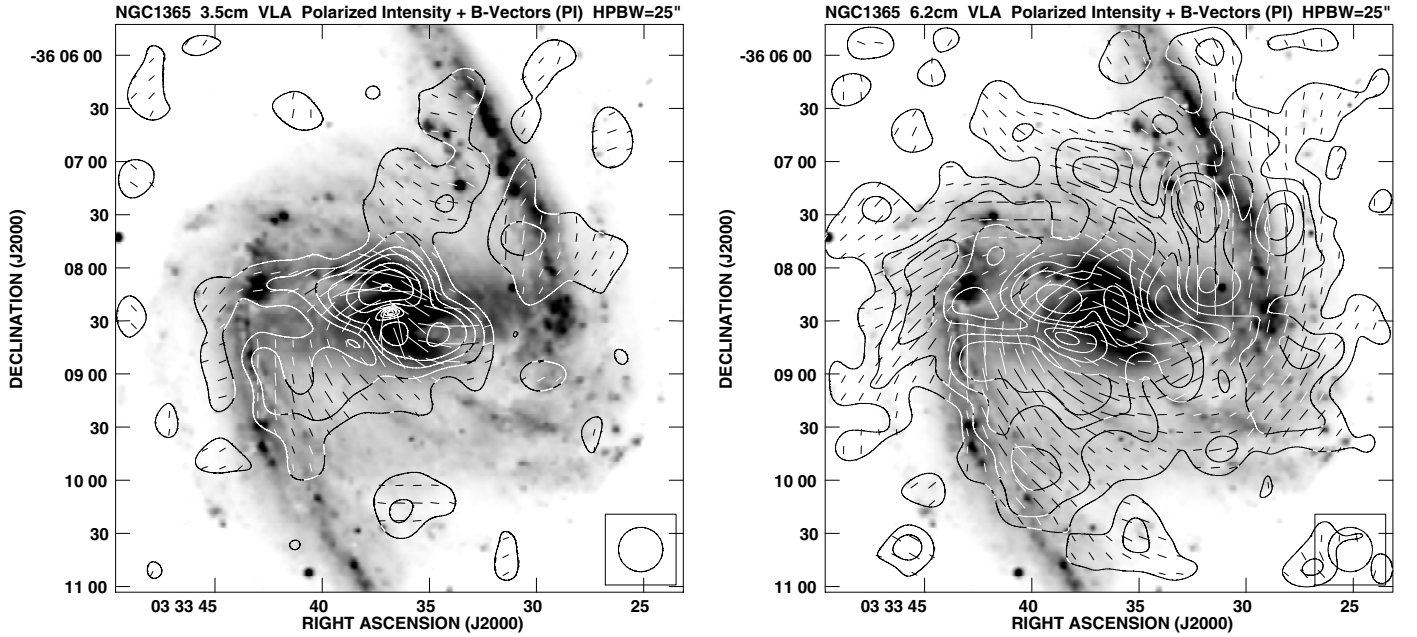 NGC1365 3.5cm VLA Polarized Intensity + B-Vectors (PI) HPBW=25"
DECLINATION (J2000)
-36 06 00
30
07 00
30
08 00
30
09 00
30
10 00
30
11 00
03 33 45
40
35
30
25
RIGHT ASCENSION (J2000)
NGC1365 6.2cm VLA Polarized Intensity + B-Vectors (PI) HPBW=25"
DECLINATION (J2000)
-36 06 00
30
07 00
30
08 00
30
09 00
30
10 00
30
11 00
03 33 45
40
35
30
25
RIGHT ASCENSION (J2000)